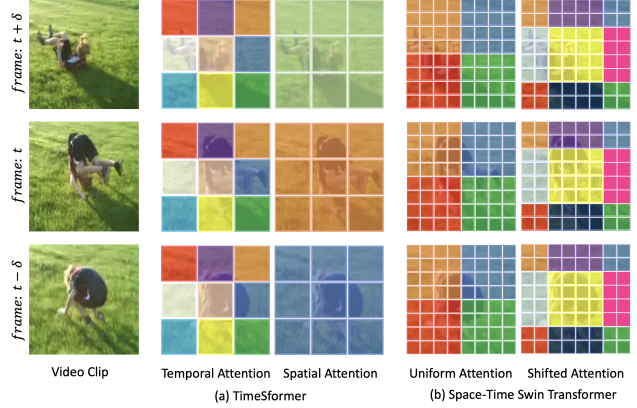 frame: t + δ
frame: t
frame: t − δ
Video Clip
Temporal Attention
Spatial Attention
Uniform Attention
Shifted Attention
(a) TimeSformer
(b) Space-Time Swin Transformer